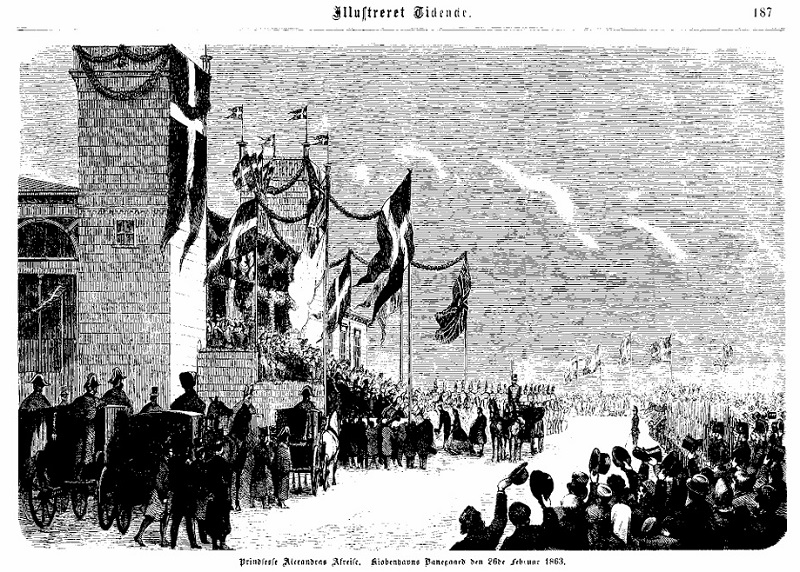 Illustreret Tidende.
187
Prindsesse Alexandras Afreise. Kjøbenhavns Banegaard den 26de Februar 1863.